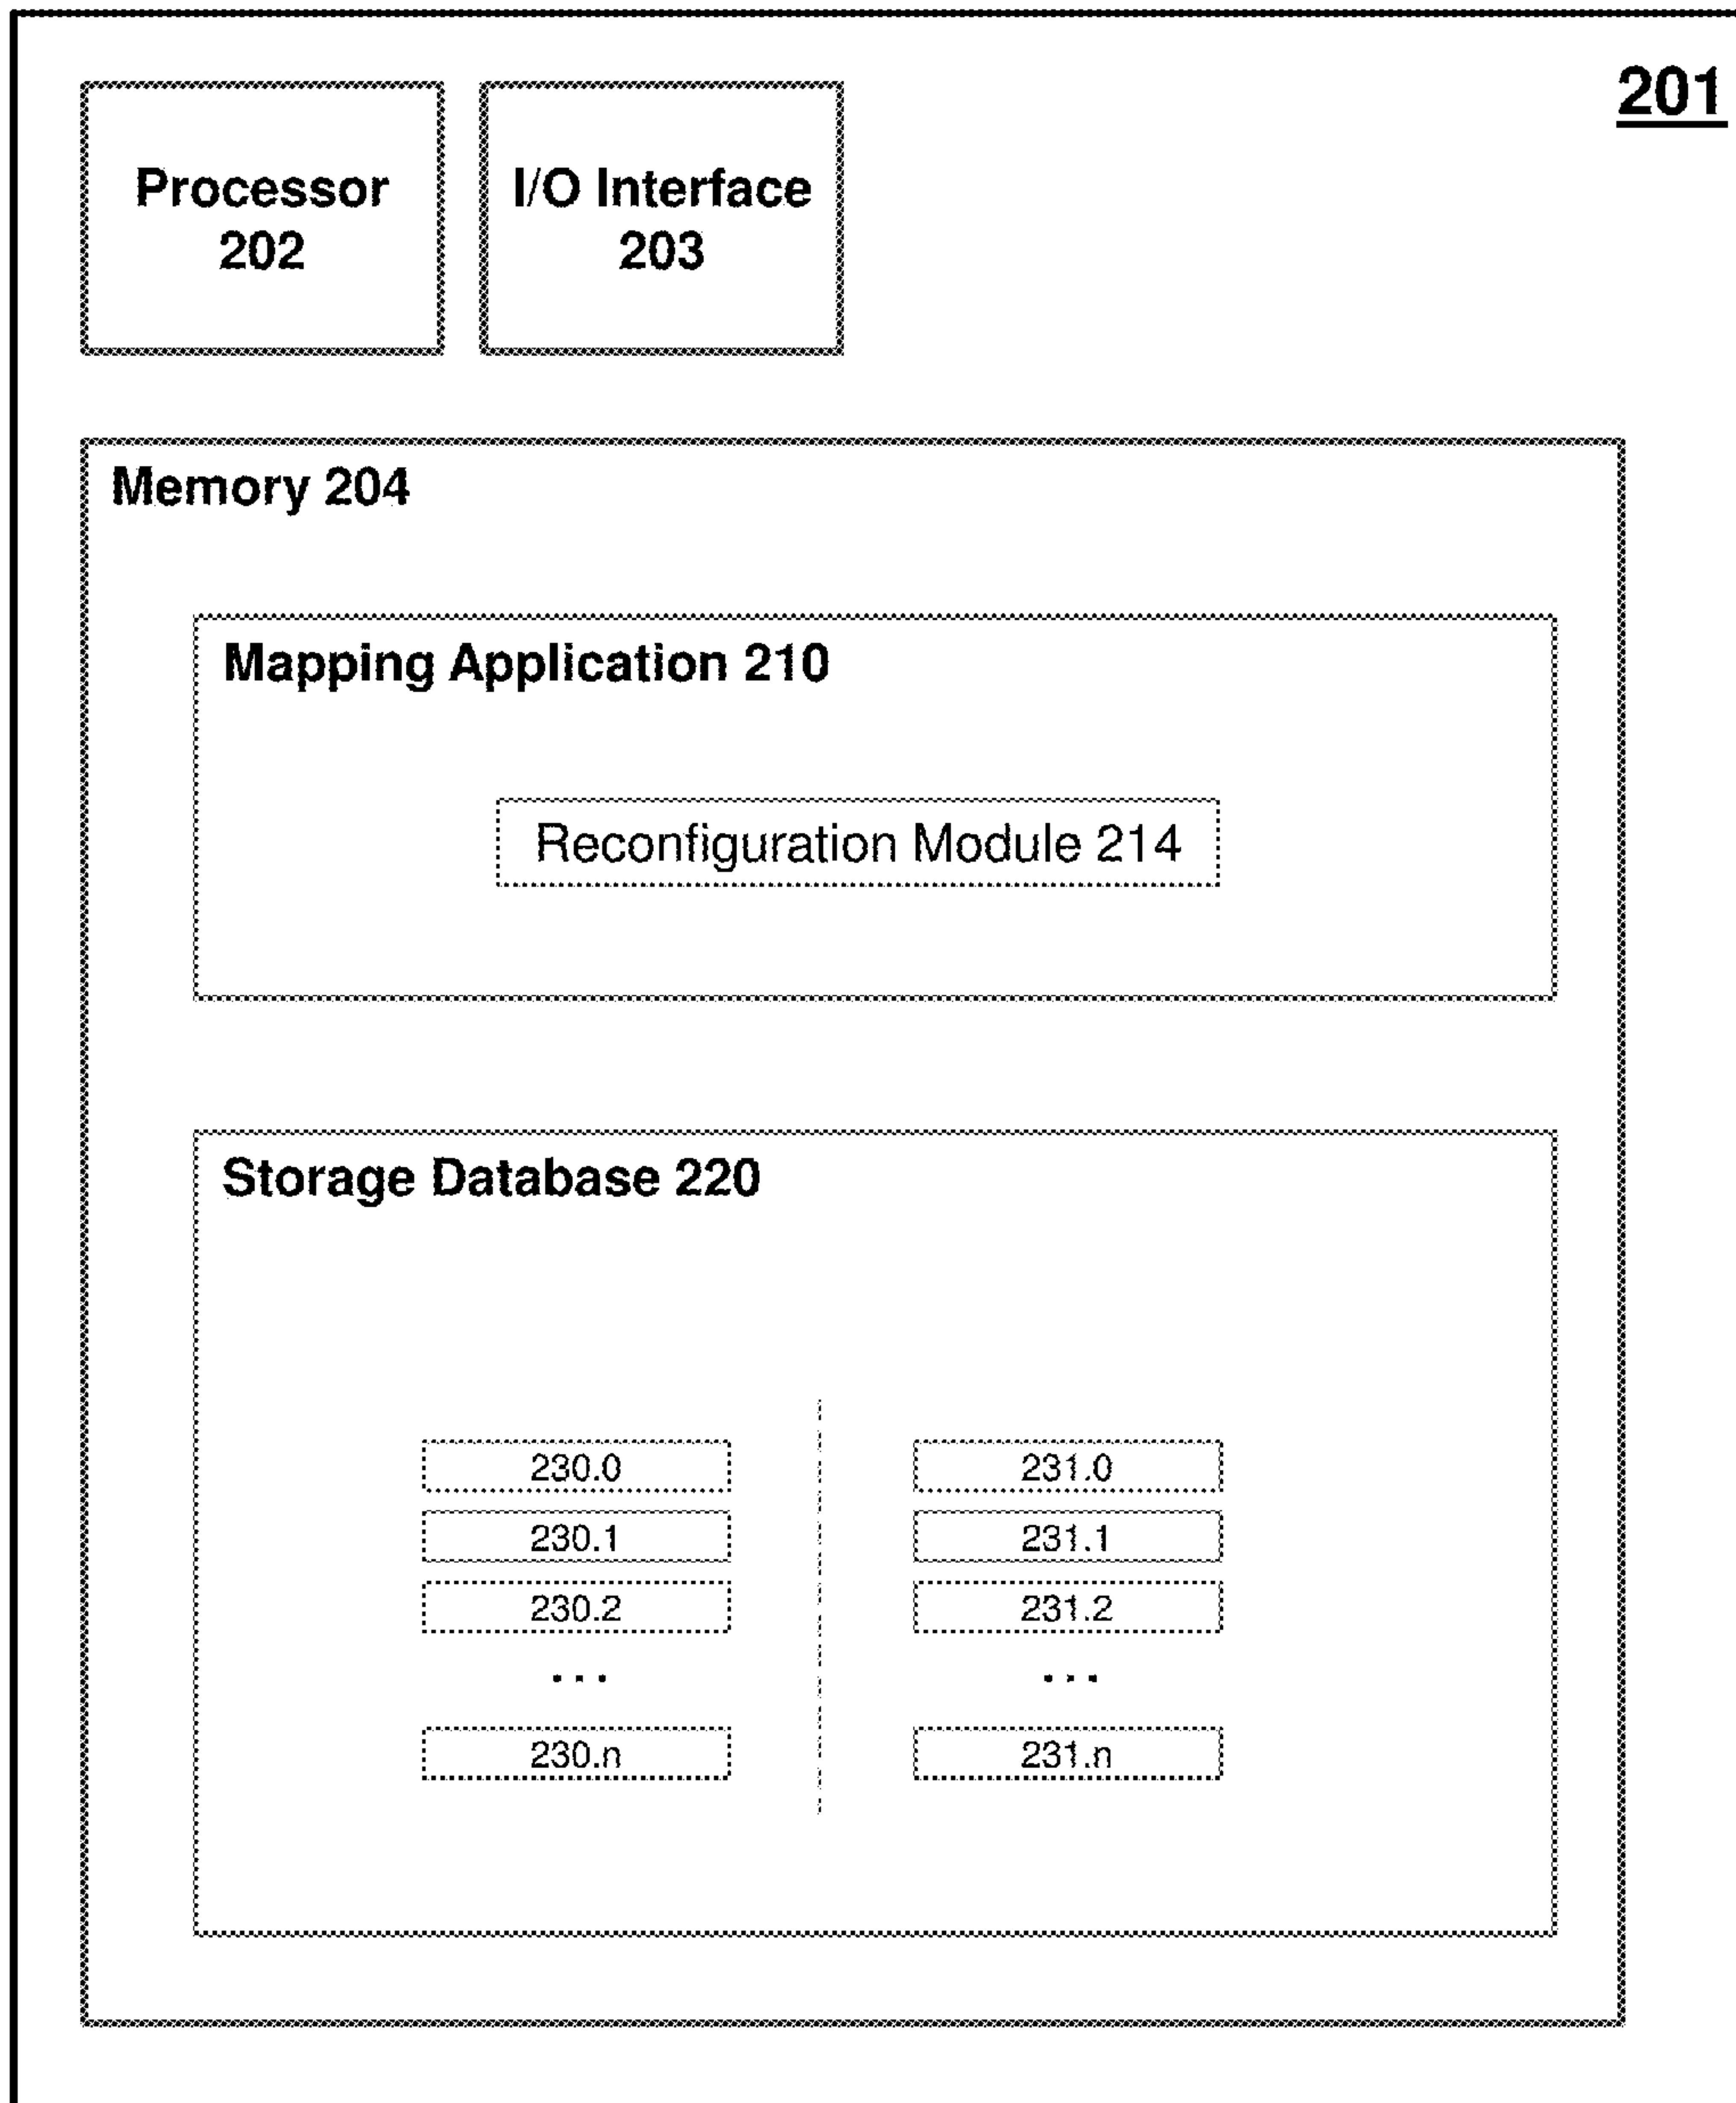 201
Processor
202
I/O Interface
203
Memory 204
Mapping Application 210
Reconfiguration Module 214
Storage Database 220
230.0
231.0
230.1
231.1
230.2
231.2
...
...
230.n
231.n